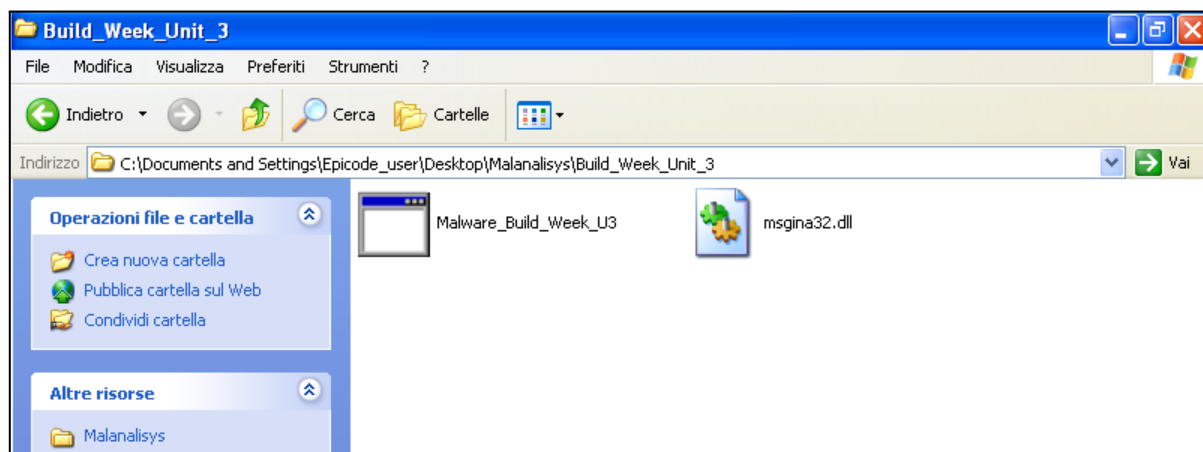 Build_Week_Unit_3
File Modifica Visualizza Preferiti Strumenti ?
Indietro Cerca Cartelle
Indirizzo C:\Documents and Settings\Epicode_user\Desktop\Malanalisys\Build_Week_Unit_3 Vai
Operazioni file e cartella
Crea nuova cartella
Pubblica cartella sul Web
Condividi cartella
Altre risorse
Malanalisys
Malware_Build_Week_U3
msgina32.dll